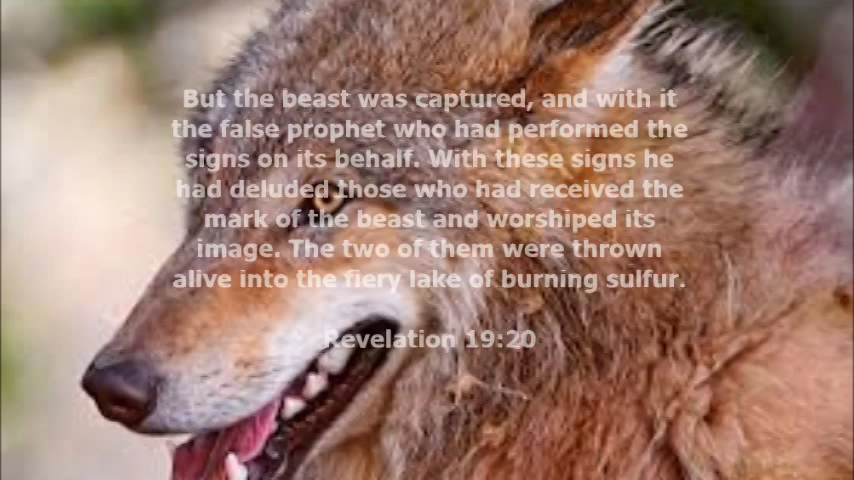 But the beast was captured, and with it
the false prophet who had performed the
signs on its behalf. With these signs he
had deluded those who had received the
mark of the beast and worshiped its
image. The two of them were thrown
alive into the fiery lake of burning sulfur.
Revelation 19:20